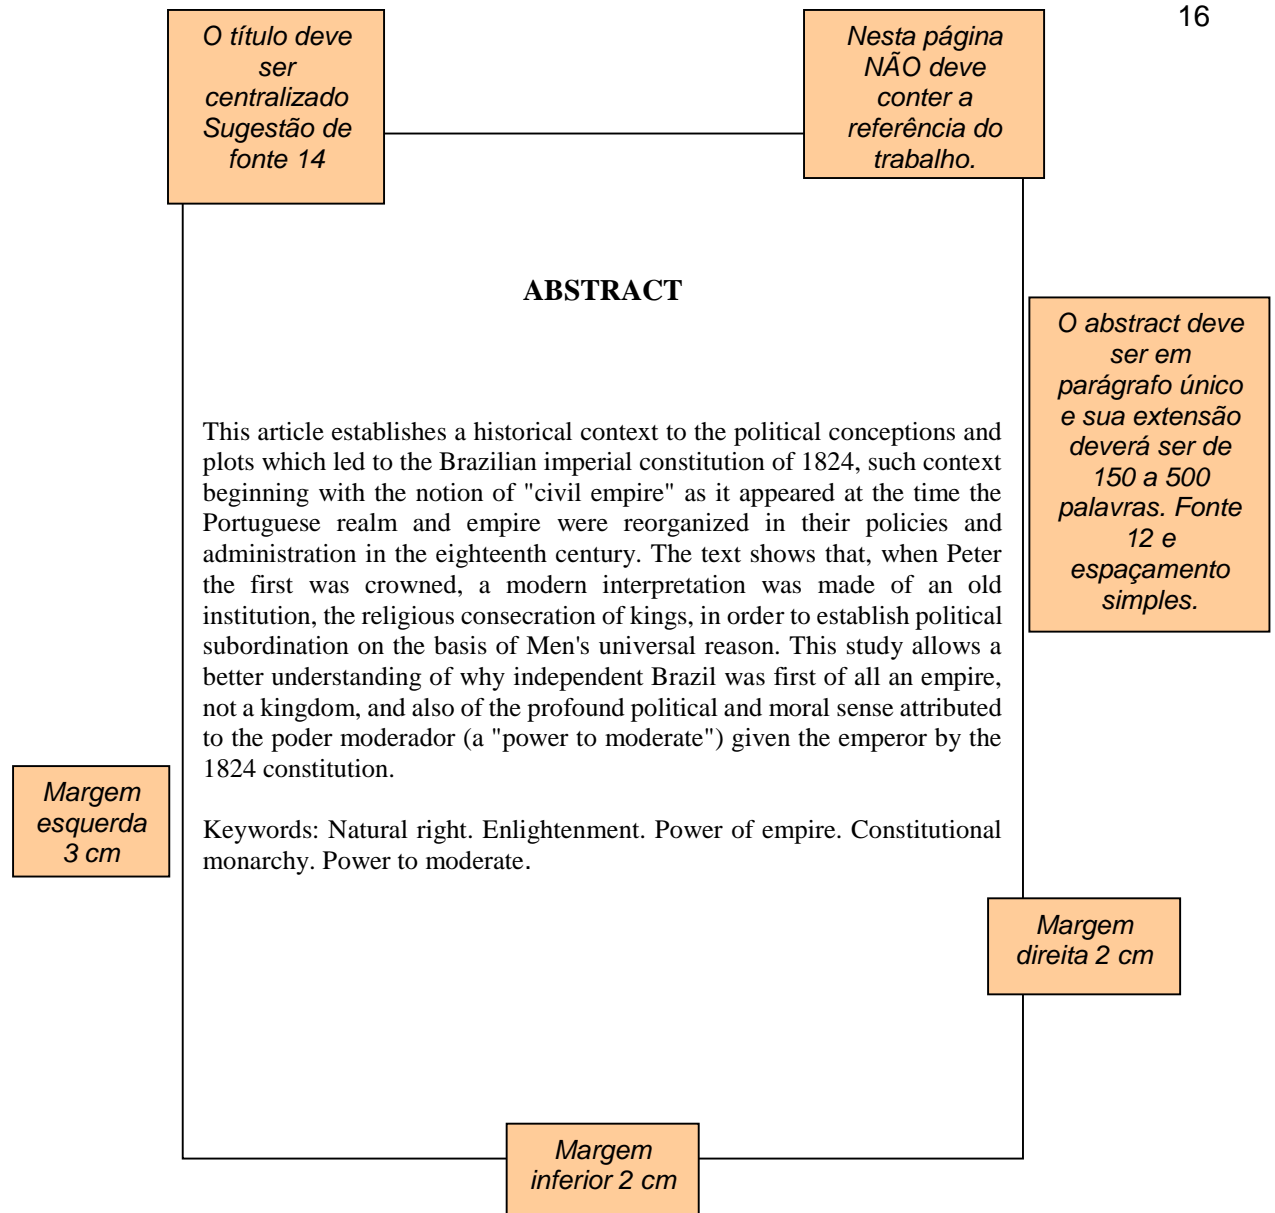 16
O título deve
ser
centralizado
Sugestão de
fonte 14
Nesta página
NÃO deve
conter a
referência do
trabalho.
ABSTRACT
O abstract deve
ser em
parágrafo único
e sua extensão
deverá ser de
150 a 500
palavras. Fonte
12 e
espaçamento
simples.
This article establishes a historical context to the political conceptions and
plots which led to the Brazilian imperial constitution of 1824, such context
beginning with the notion of "civil empire" as it appeared at the time the
Portuguese realm and empire were reorganized in their policies and
administration in the eighteenth century. The text shows that, when Peter
the first was crowned, a modern interpretation was made of an old
institution, the religious consecration of kings, in order to establish political
subordination on the basis of Men's universal reason. This study allows a
better understanding of why independent Brazil was first of all an empire,
not a kingdom, and also of the profound political and moral sense attributed
to the poder moderador (a "power to moderate") given the emperor by the
1824 constitution.
Margem
esquerda
3 cm
Keywords: Natural right. Enlightenment. Power of empire. Constitutional
monarchy. Power to moderate.
Margem
direita 2 cm
Margem
inferior 2 cm